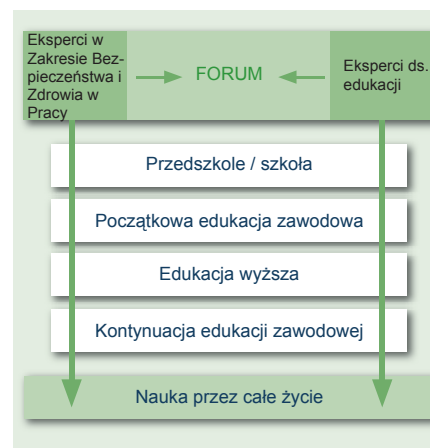 Eksperci w
Zakresie Bez-
pieczeństwa i
Zdrowia w
Pracy
FORUM
Eksperci ds.
edukacji
Przedszkole / szkoła
Początkowa edukacja zawodowa
Edukacja wyższa
Kontynuacja edukacji zawodowej
Nauka przez całe życie